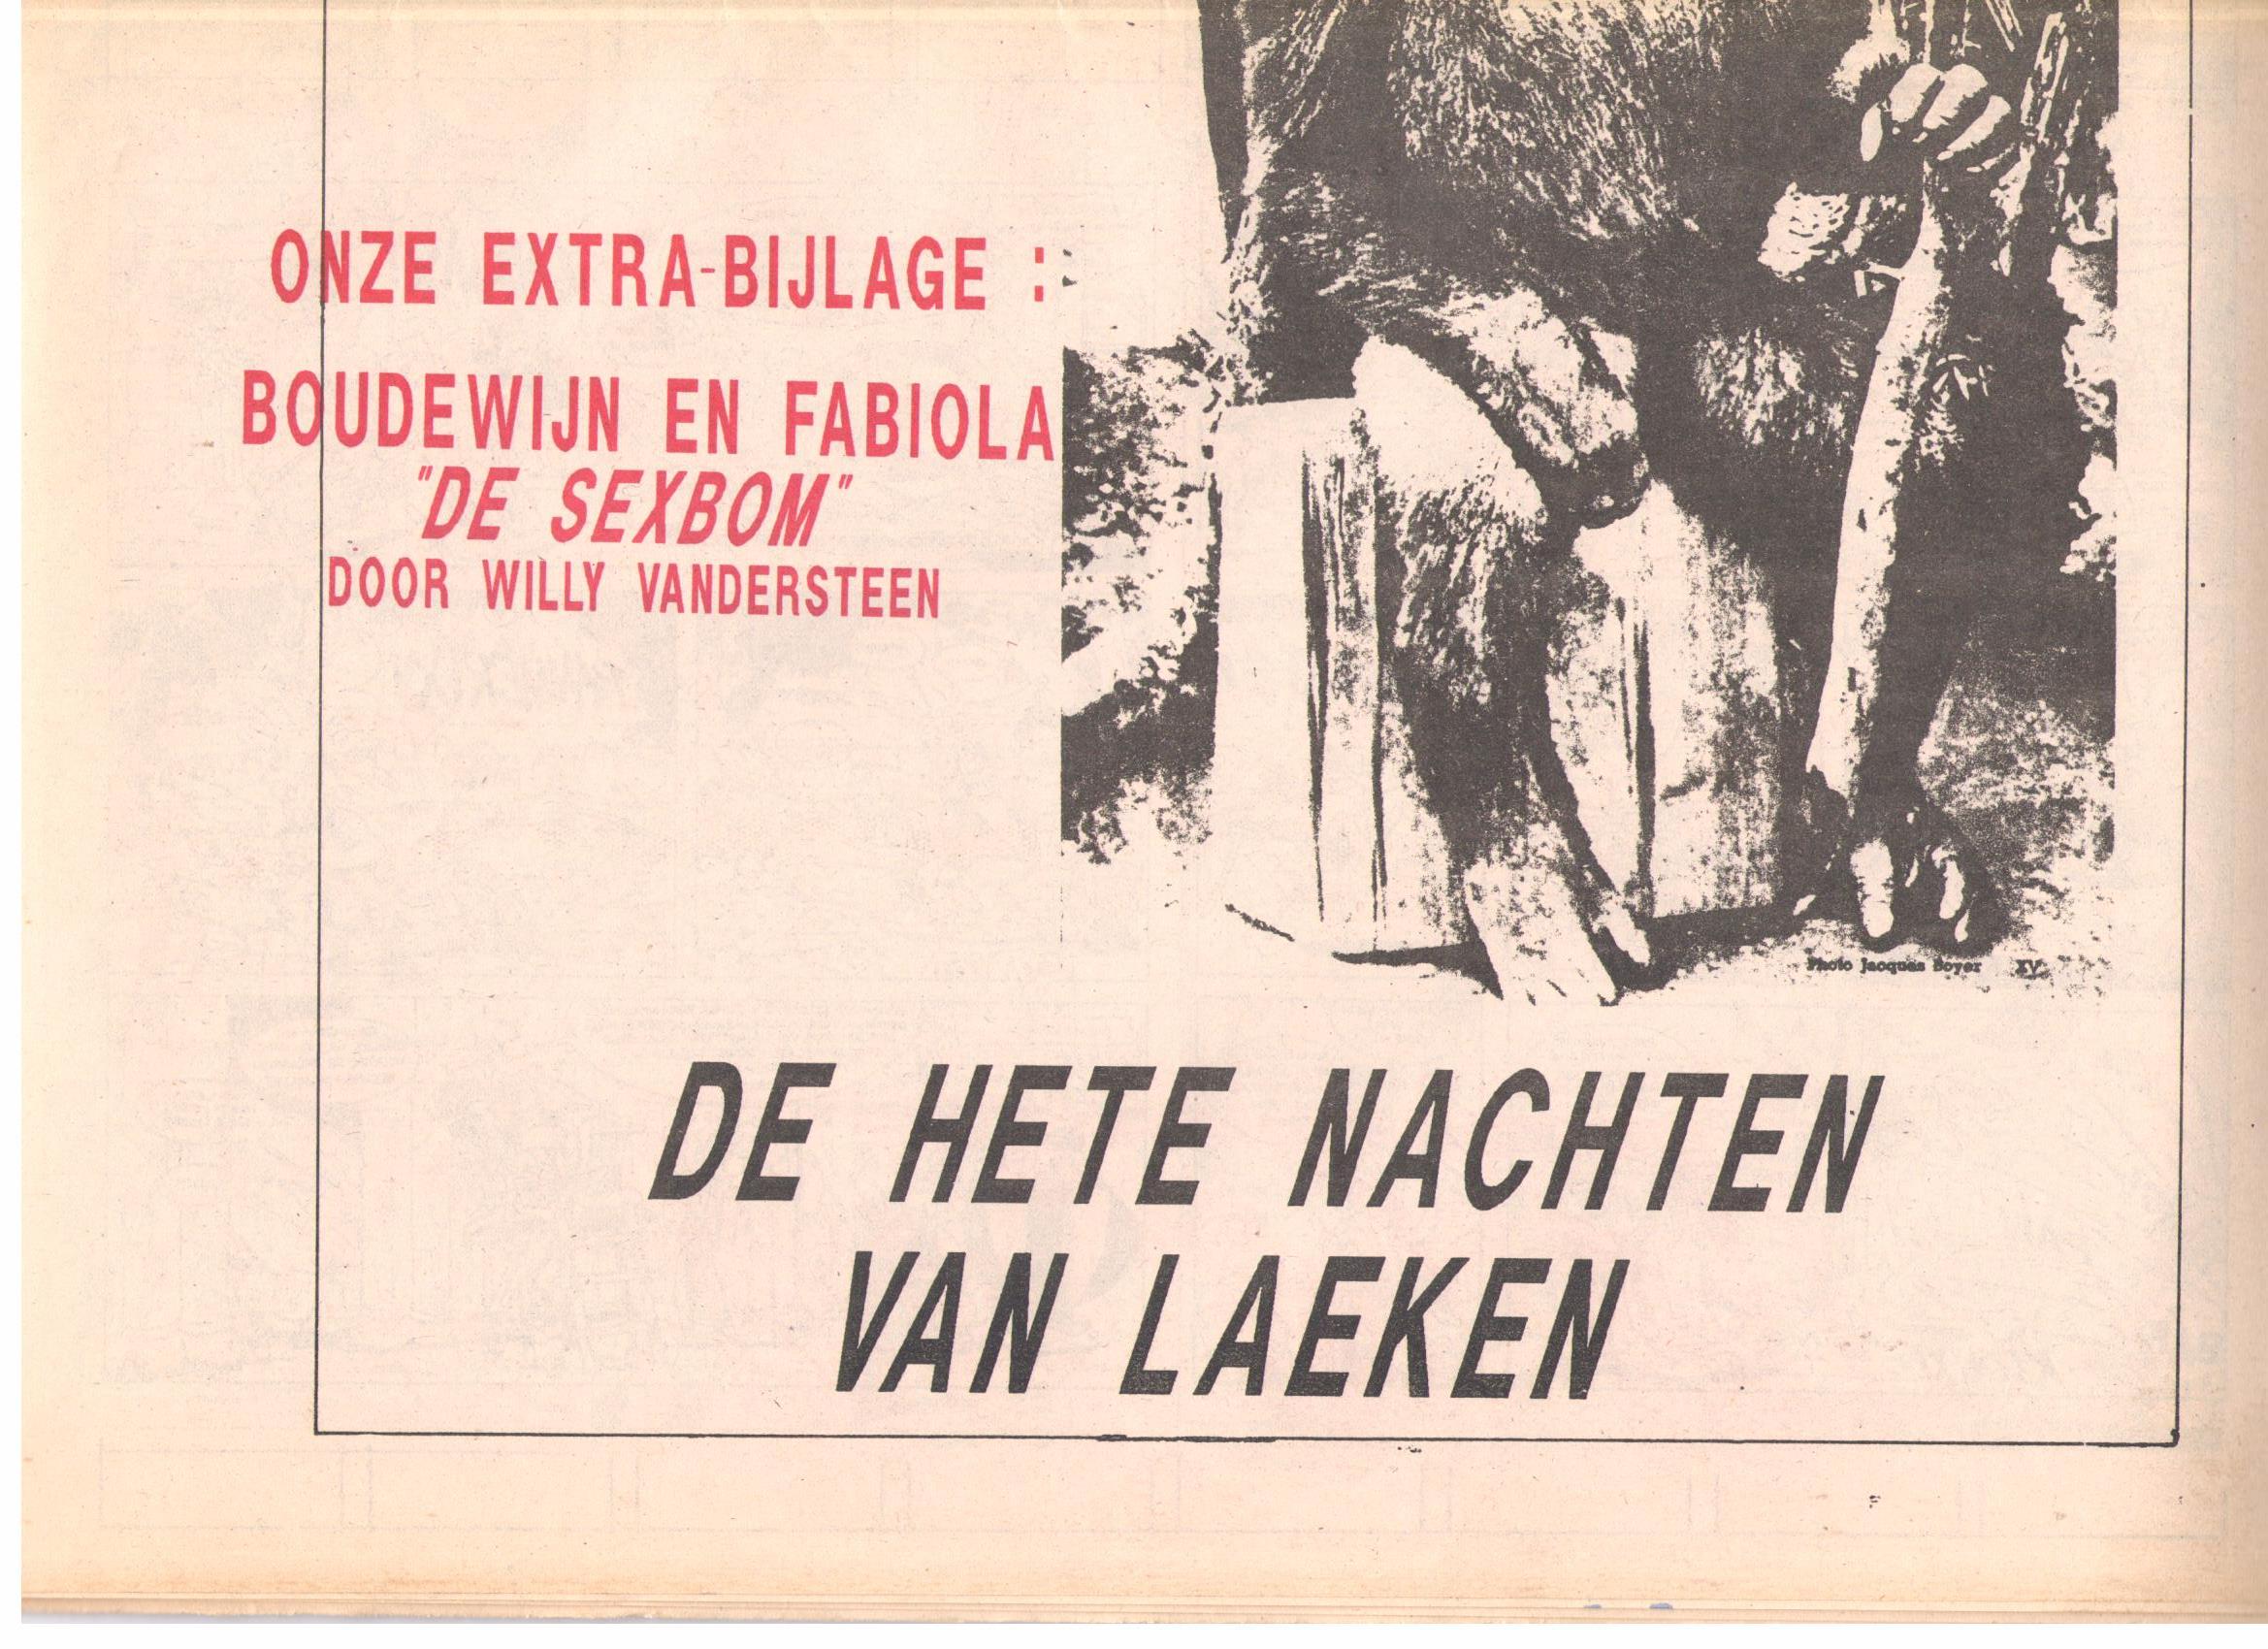 ONZE EXTRA-BIJLAGE :
BOUDEWIJN EN FABIOLA
"DE SEXBOM"
DOOR WILLY VANDERSTEEN
Photo Jacques Boyer XV
DE HETE NACHTEN
VAN LAEKEN